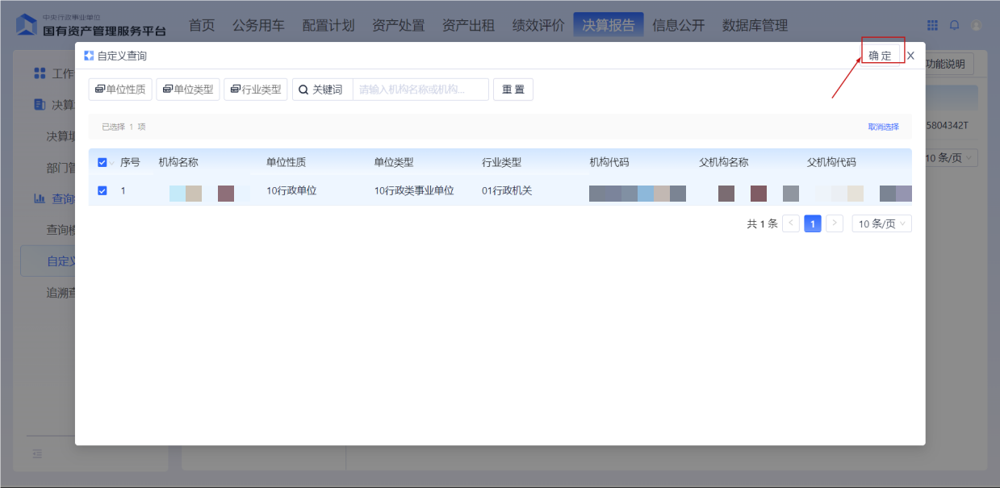 中央行政事业单位
国有资产管理服务平台
首页 公务用车 配置计划 资产处置 资产出租 绩效评价 决算报告 信息公开 数据库管理
自定义查询
确 定 X
功能说明
工作
单位性质 单位类型 行业类型 关键词 请输入机构名称或机构... 重 置
决算
已选择 1 项 取消选择
5804342T
决算
序号 机构名称 单位性质 单位类型 行业类型 机构代码 父机构名称 父机构代码
10 条/页
部门
1 10行政单位 10行政类事业单位 01行政机关
查询
共 1 条 < 1 > 10 条/页
查询
自定义
追溯